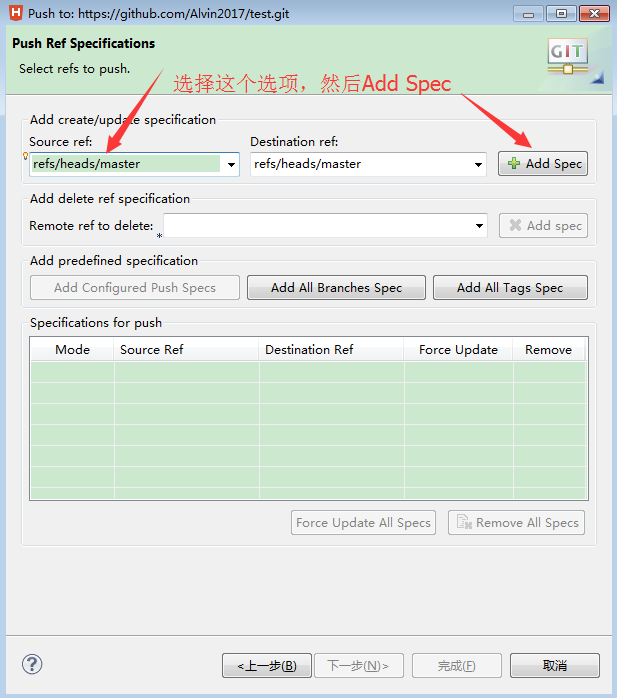 Push to: https://github.com/Alvin2017/test.git
Push Ref Specifications
Select refs to push.
GIT
选择这个选项，然后Add Spec
Add create/update specification
Source ref:
Destination ref:
refs/heads/master
refs/heads/master
Add Spec
Add delete ref specification
Remote ref to delete:
Add spec
Add predefined specification
Add Configured Push Specs
Add All Branches Spec
Add All Tags Spec
Specifications for push
Mode
Source Ref
Destination Ref
Force Update
Remove
Force Update All Specs
Remove All Specs
<上一步(B)
下一步(N)>
完成(F)
取消